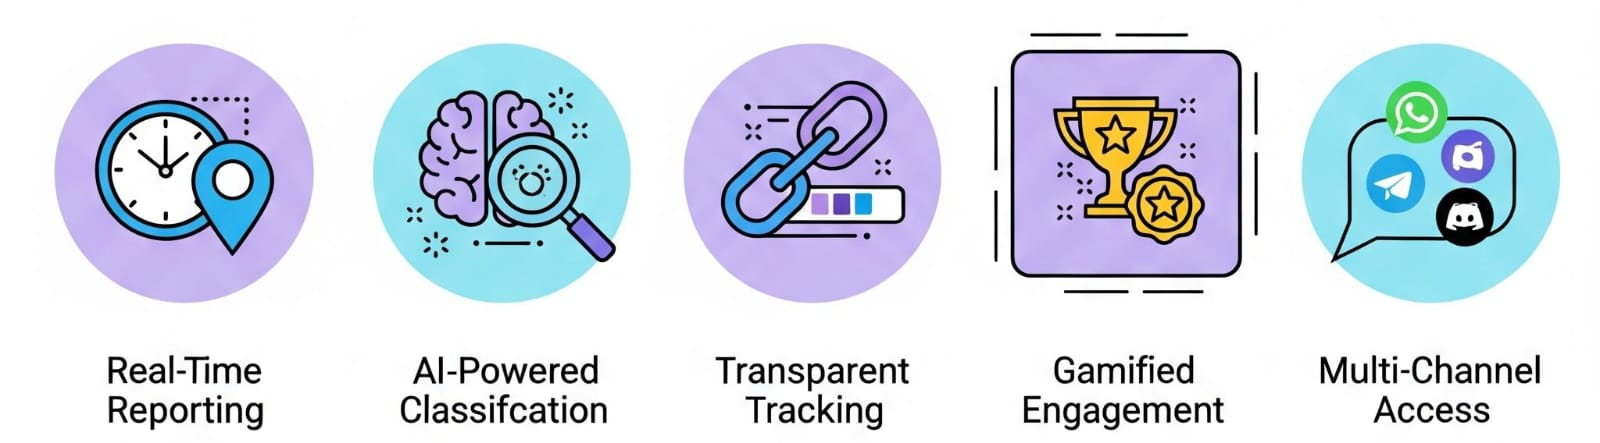 Real-Time
Reporting
AI-Powered
Classifcation
Transparent
Tracking
Gamified
Engagement
Multi-Channel
Access